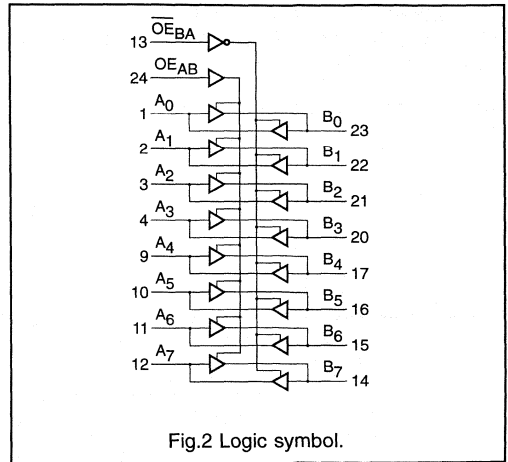 13 O̅E̅BA
24 OEAB
1 A0
B0 23
2 A1
B1 22
3 A2
B2 21
4 A3
B3 20
9 A4
B4 17
10 A5
B5 16
11 A6
B6 15
12 A7
B7 14
Fig.2 Logic symbol.